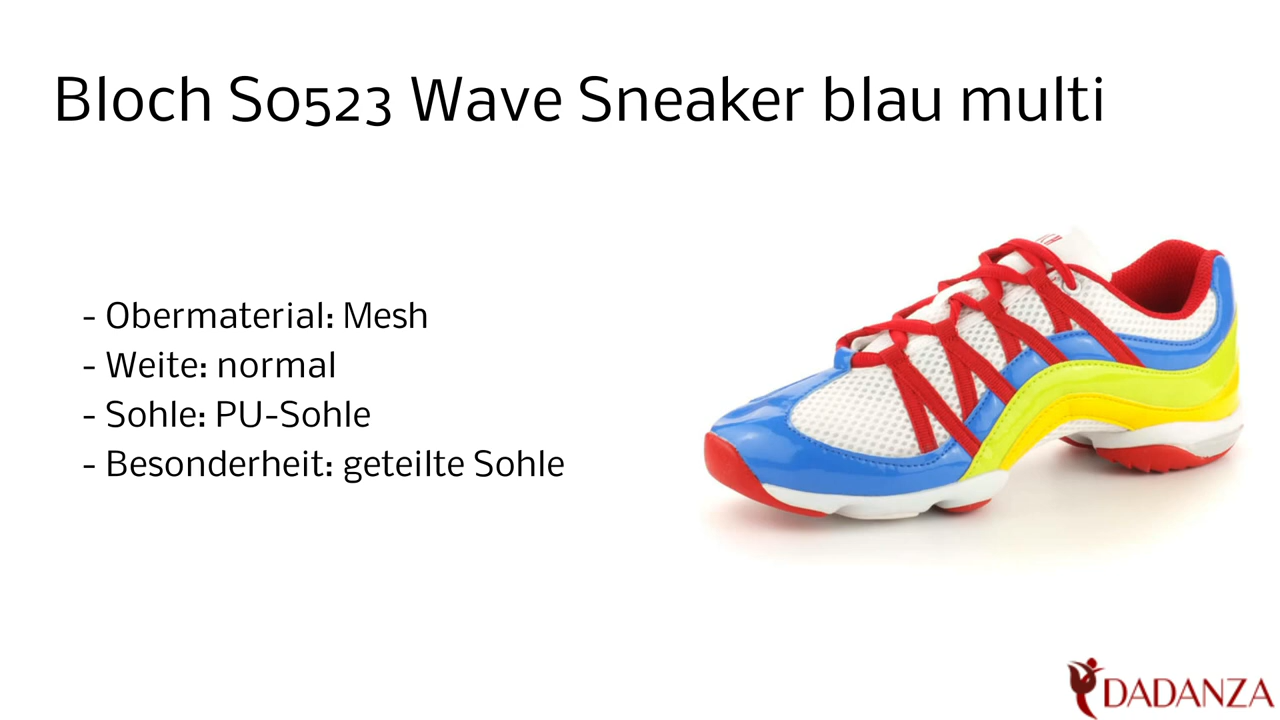 Bloch S0523 Wave Sneaker blau multi
- Obermaterial: Mesh
- Weite: normal
- Sohle: PU-Sohle
- Besonderheit: geteilte Sohle
DADANZA